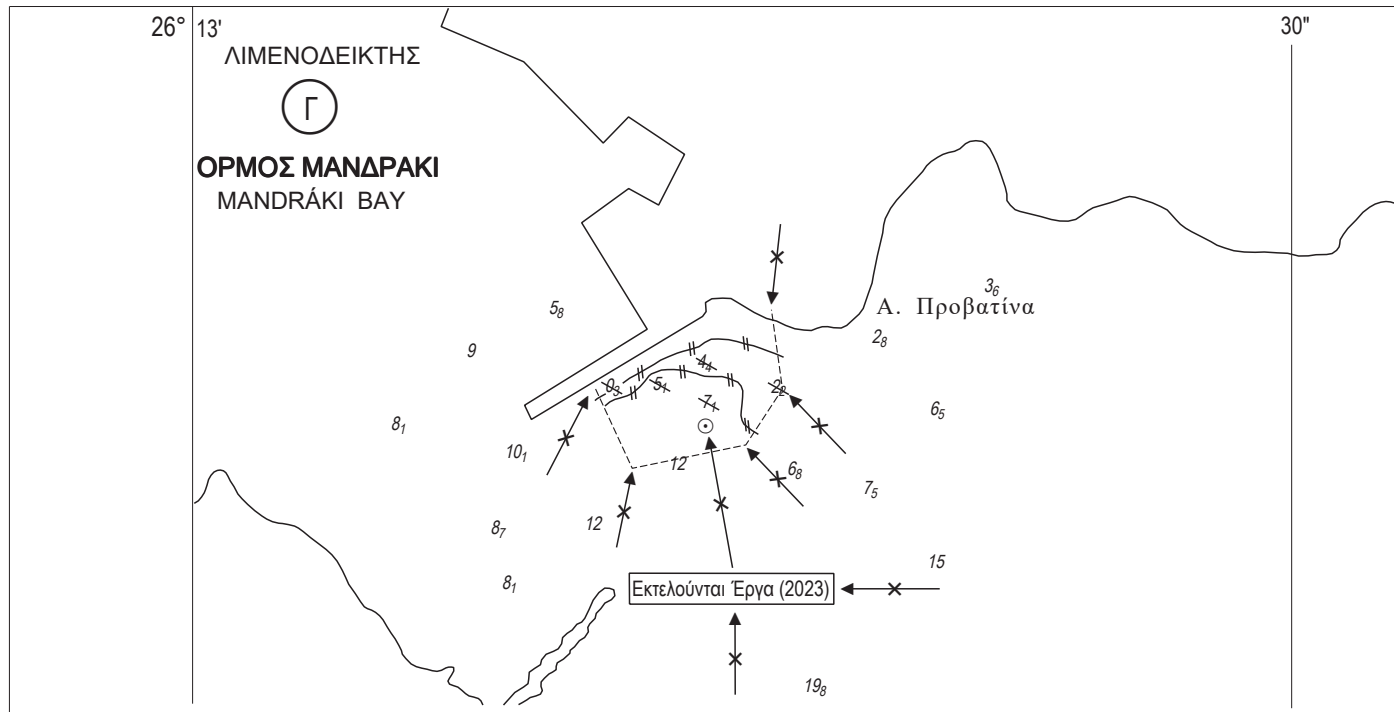 26° 13' 30"
ΛΙΜΕΝΟΔΕΙΚΤΗΣ
Γ
ΟΡΜΟΣ ΜΑΝΔΡΑΚΙ
MANDRÁKI BAY
3₆
Α. Προβατίνα
5₈
2₈
9
4₄
0₃ 5₁ 2₂
7₁
6₅
8₁
10₁
12
6₈
7₅
8₇
12
15
8₁
Εκτελούνται Έργα (2023)
19₈